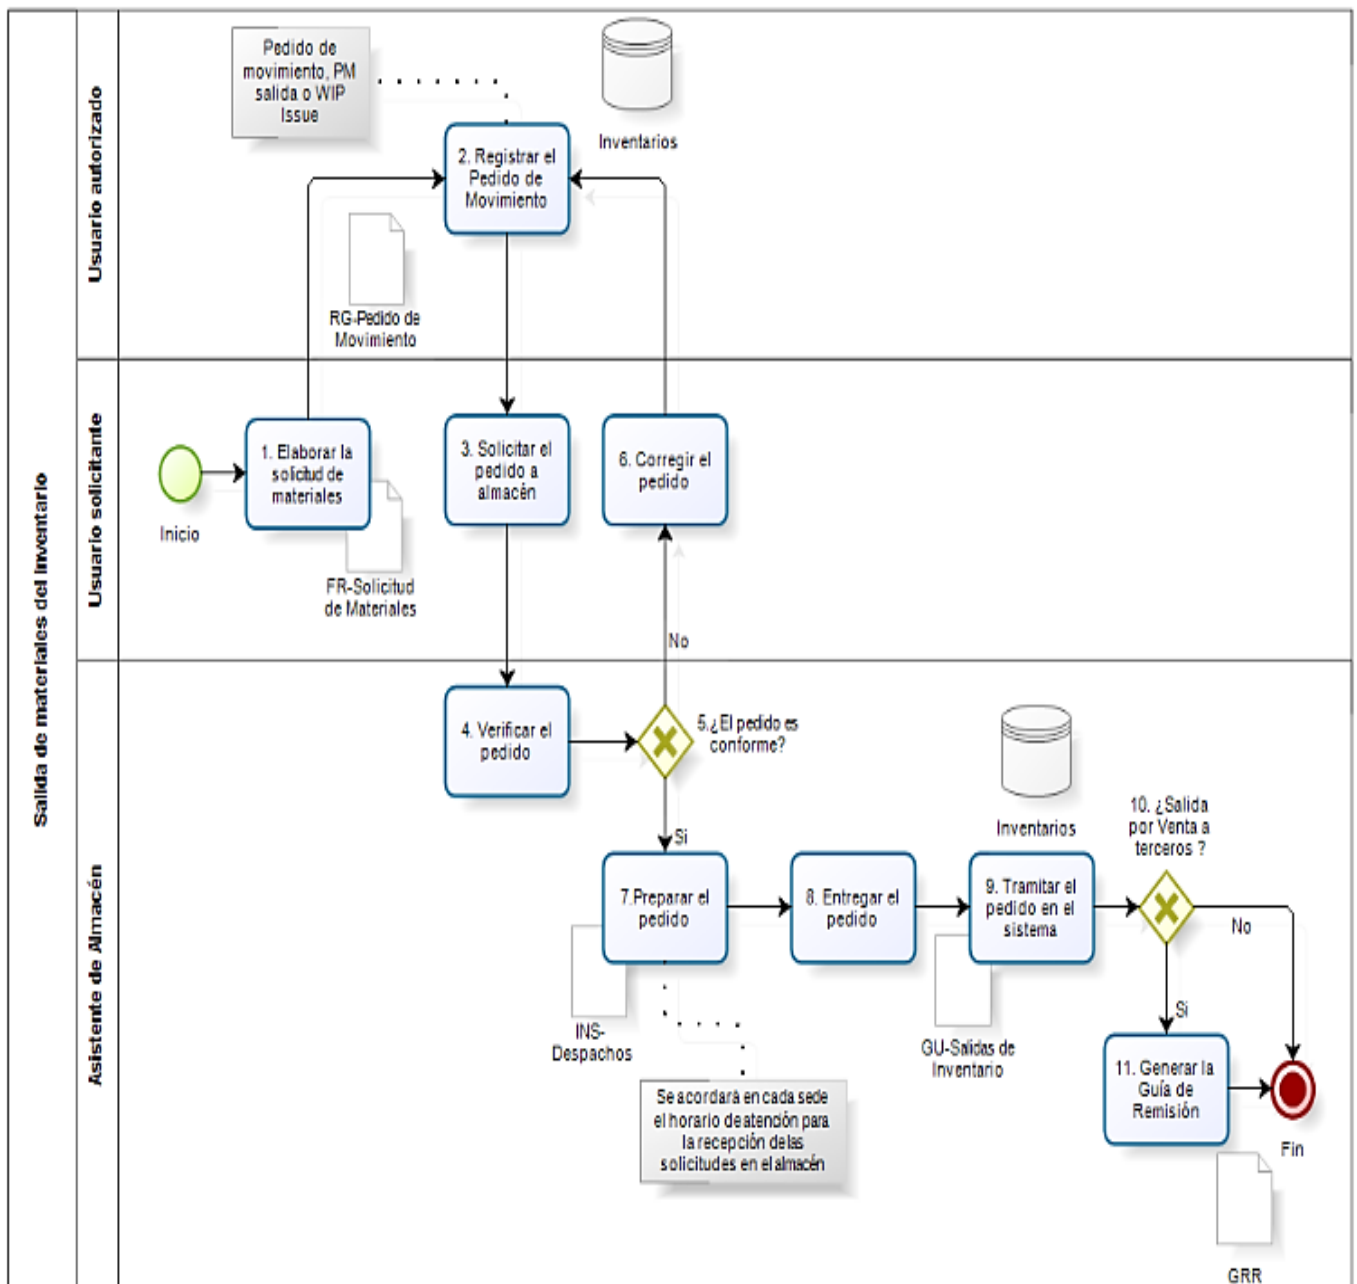 Salida de materiales del inventario
Usuario autorizado
Pedido de
movimiento, PM
salida o WIP
Issue
Inventarios
2. Registrar el
Pedido de
Movimiento
RG-Pedido de
Movimiento
Usuario solicitante
Inicio
1. Elaborar la
solicitud de
materiales
FR-Solicitud
de Materiales
3. Solicitar el
pedido a
almacén
6. Corregir el
pedido
No
Asistente de Almacén
4. Verificar el
pedido
5.¿El pedido es
conforme?
Si
7.Preparar el
pedido
INS-
Despachos
Se acordará en cada sede
el horario de atención para
la recepción delas
solicitudes en el almacén
8. Entregar el
pedido
Inventarios
9. Tramitar el
pedido en el
sistema
GU-Salidas de
Inventario
10. ¿Salida
por Venta a
terceros ?
No
Si
11. Generar la
Guía de
Remisión
Fin
GRR